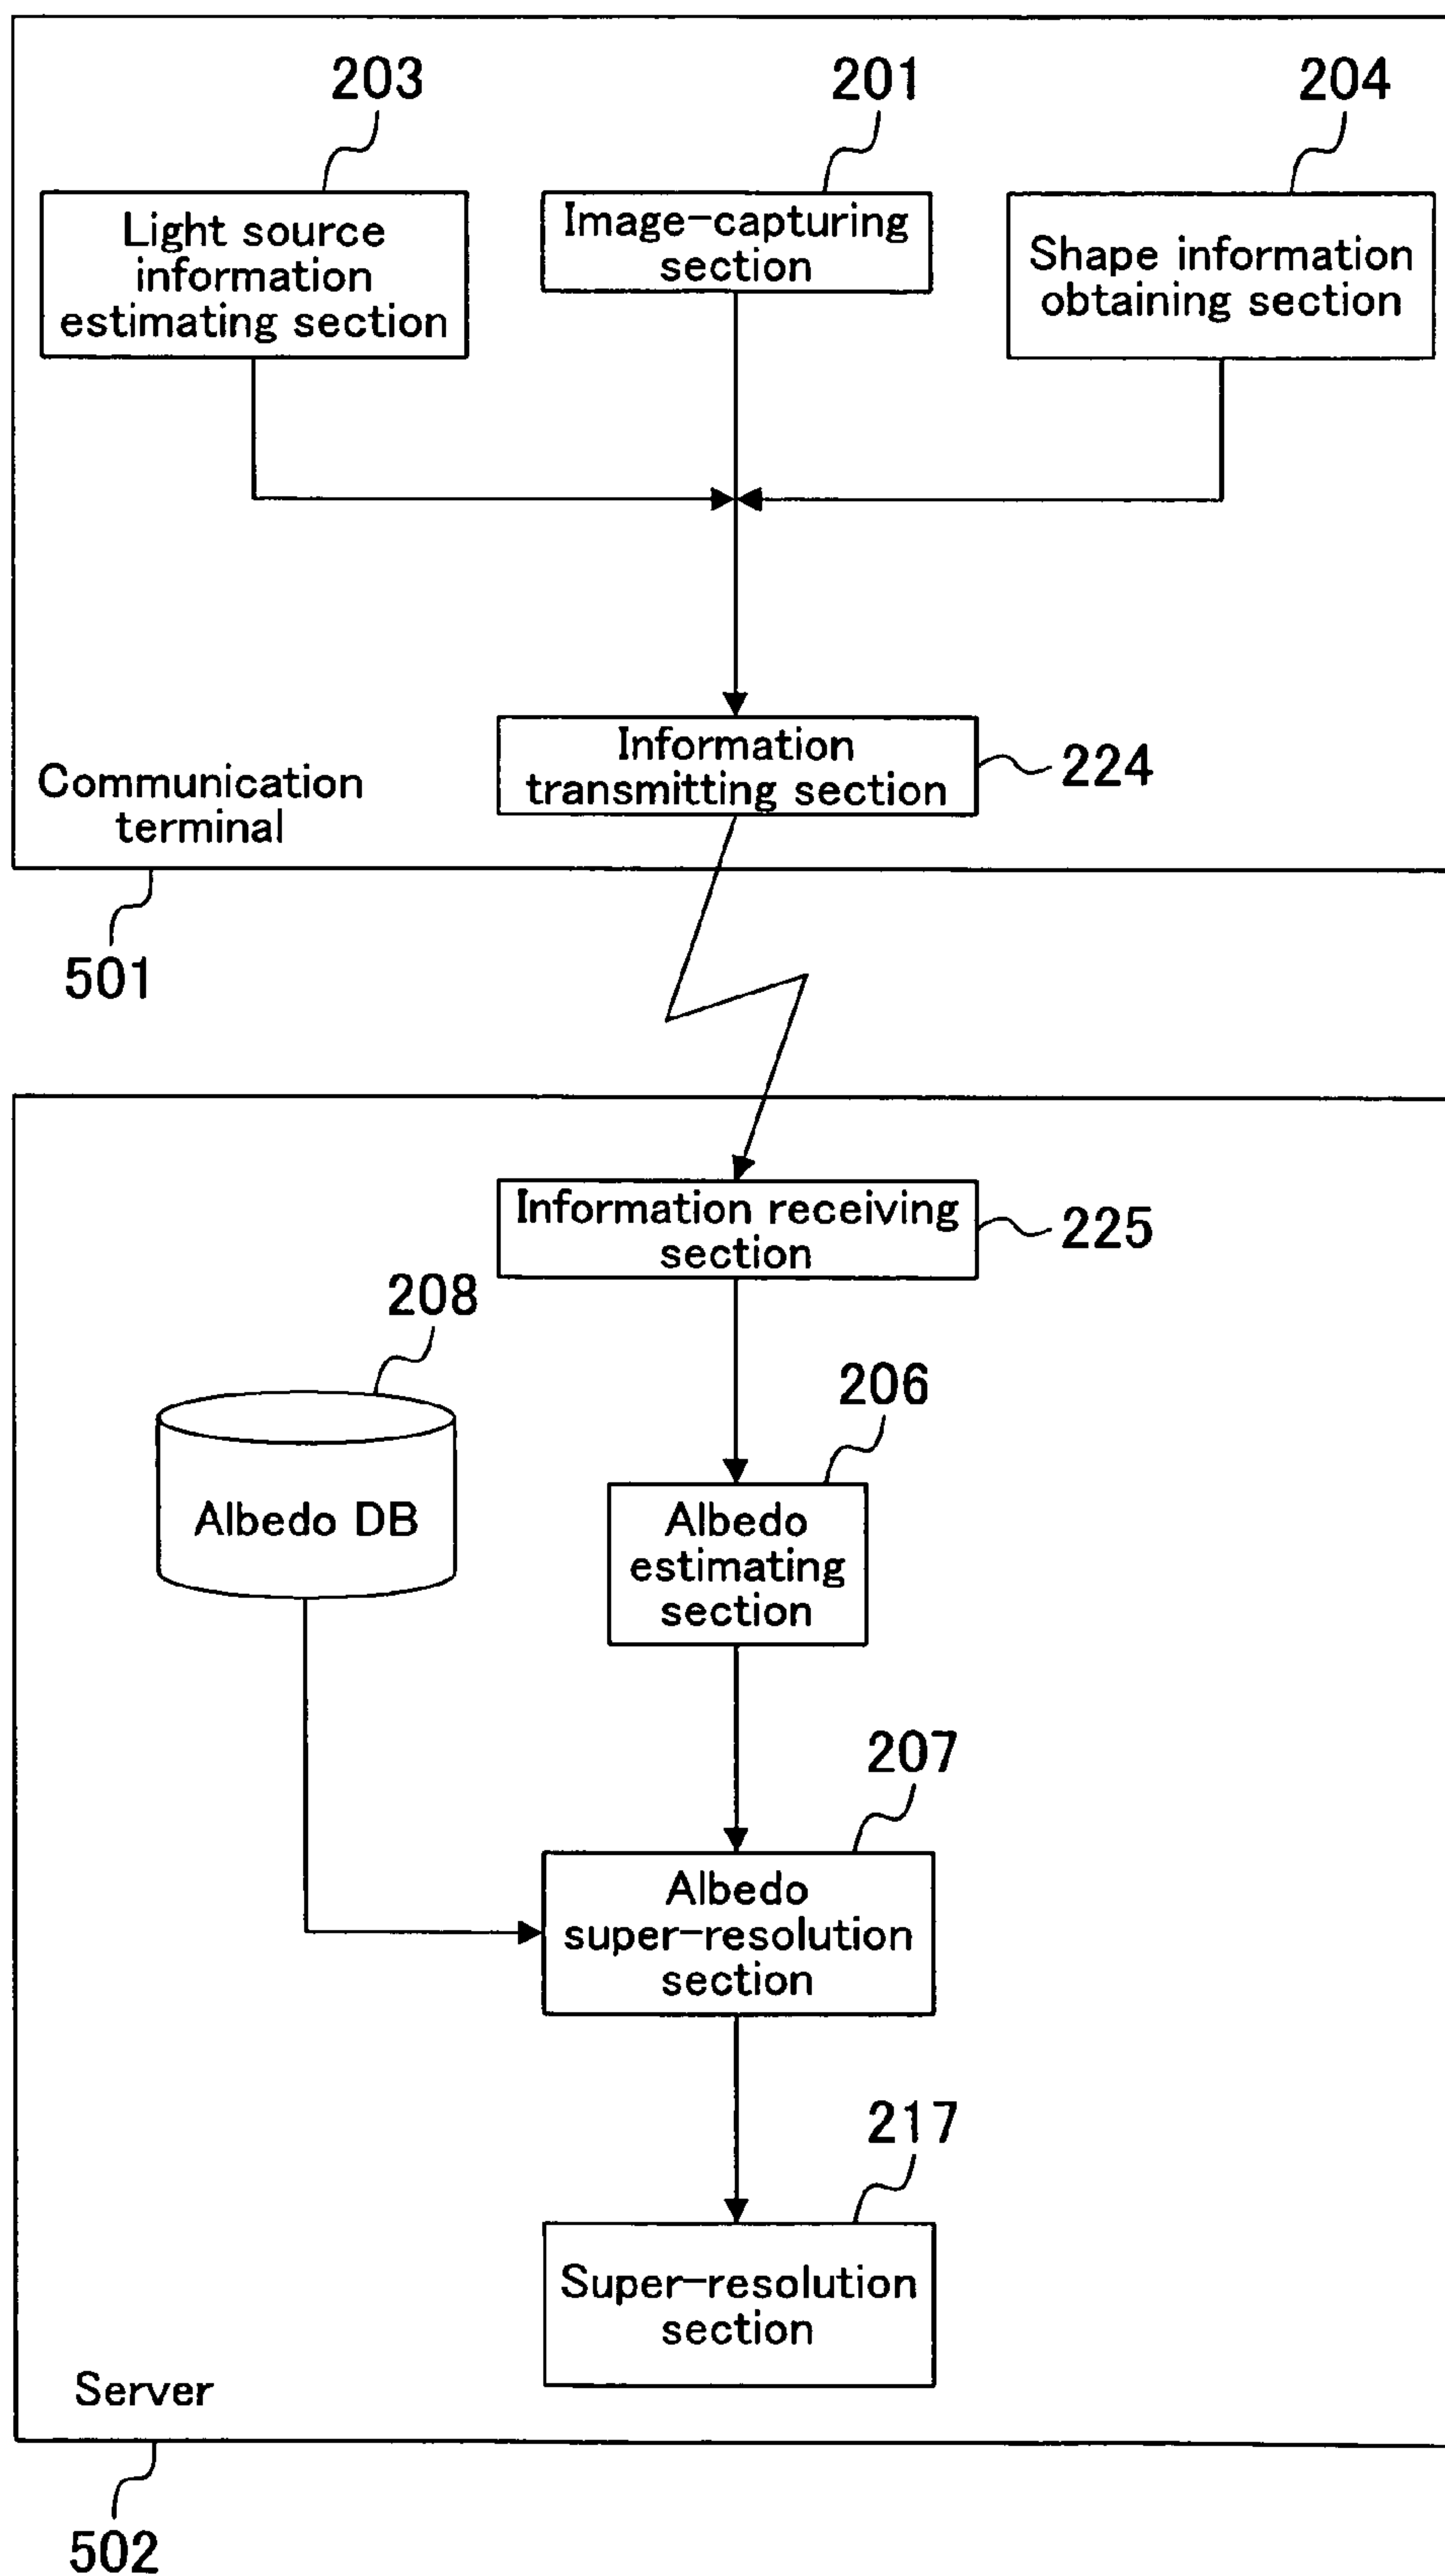 203
201
204
Light source
information
estimating section
Image-capturing
section
Shape information
obtaining section
Information
transmitting section
224
Communication
terminal
501
Information receiving
section
225
208
206
Albedo DB
Albedo
estimating
section
207
Albedo
super-resolution
section
217
Super-resolution
section
Server
502